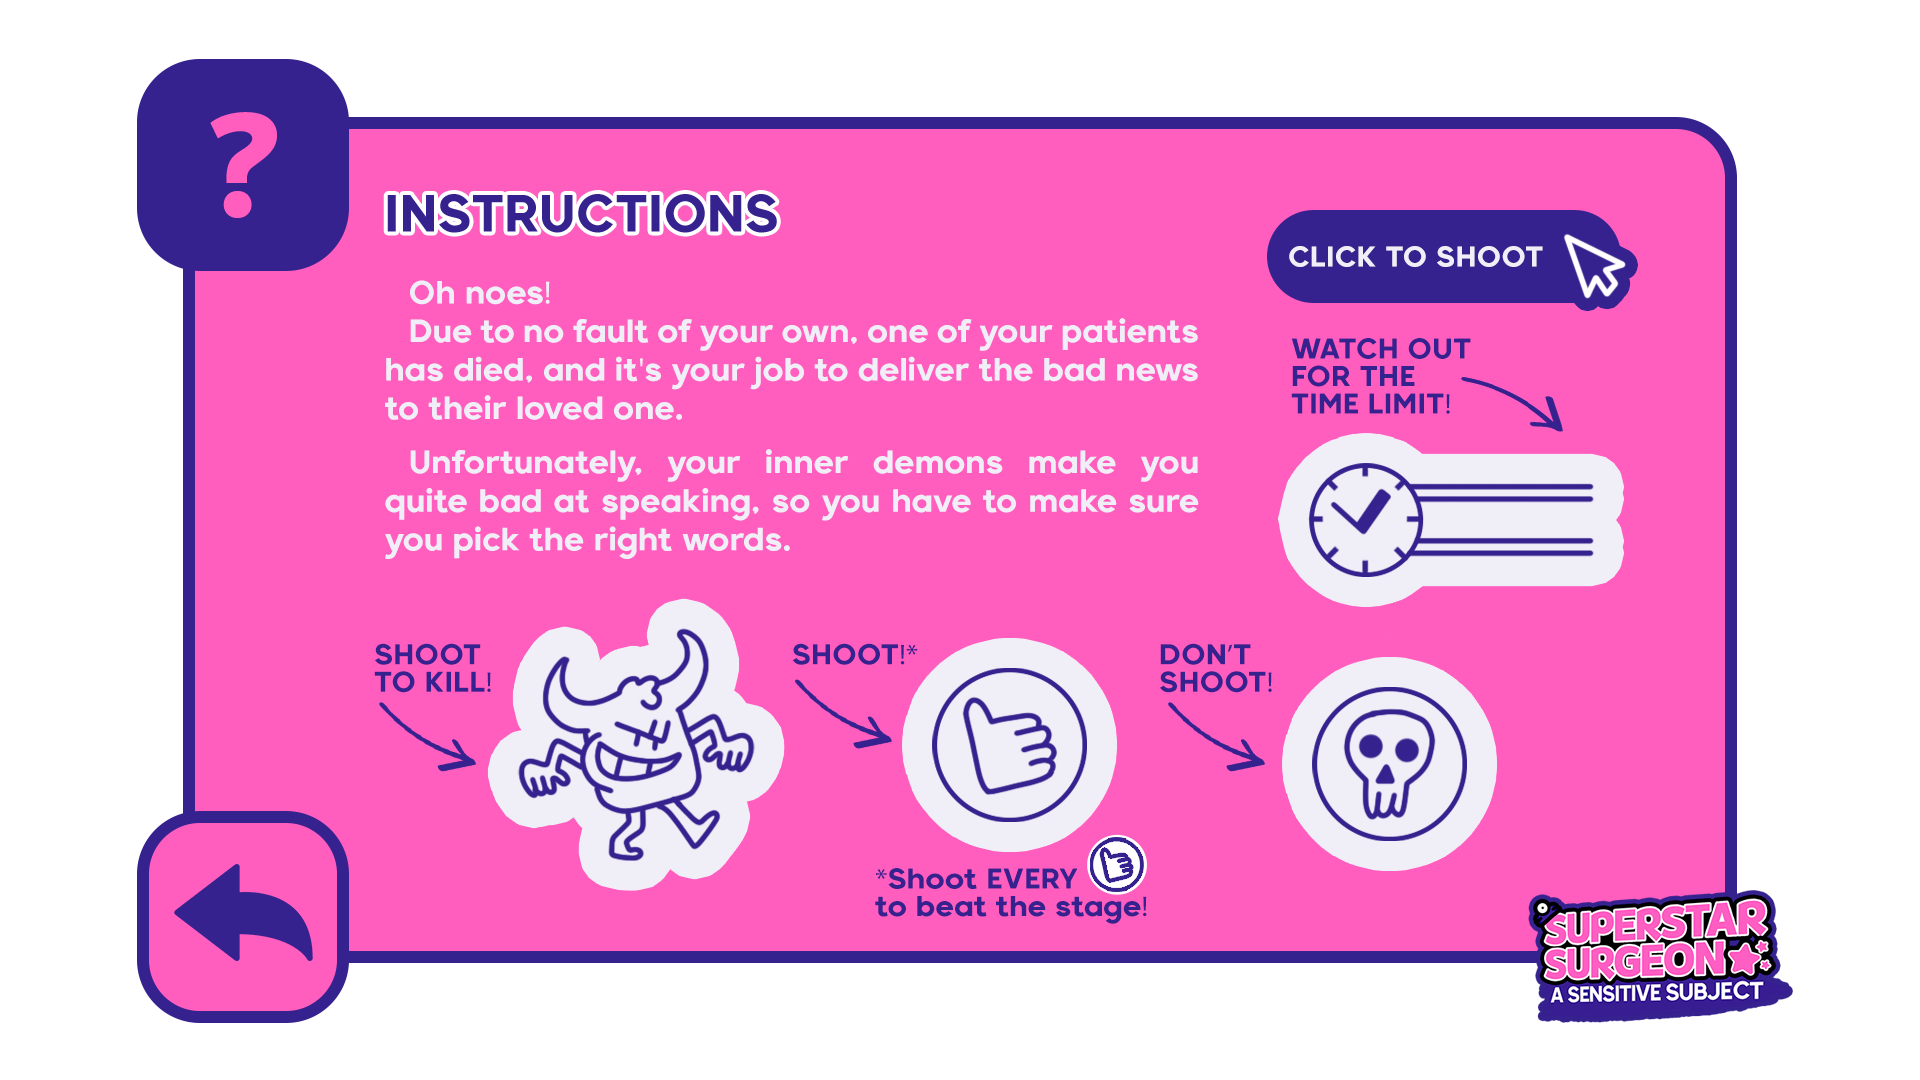 ?
INSTRUCTIONS
Oh noes!
Due to no fault of your own, one of your patients
has died, and it's your job to deliver the bad news
to their loved one.
Unfortunately, your inner demons make you
quite bad at speaking, so you have to make sure
you pick the right words.
CLICK TO SHOOT
WATCH OUT
FOR THE
TIME LIMIT!
SHOOT
TO KILL!
SHOOT!*
*Shoot EVERY
to beat the stage!
DON'T
SHOOT!
SUPERSTAR
SURGEON
A SENSITIVE SUBJECT